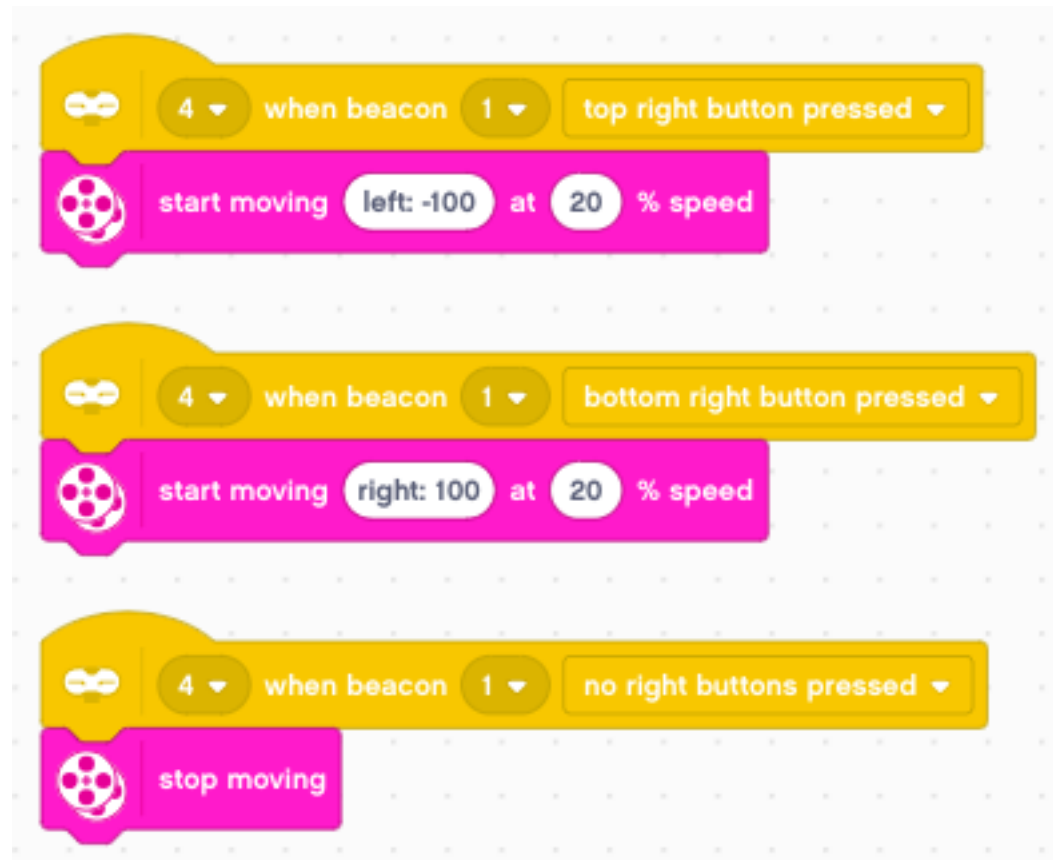 4 when beacon 1 top right button pressed
start moving left: -100 at 20 % speed
4 when beacon 1 bottom right button pressed
start moving right: 100 at 20 % speed
4 when beacon 1 no right buttons pressed
stop moving